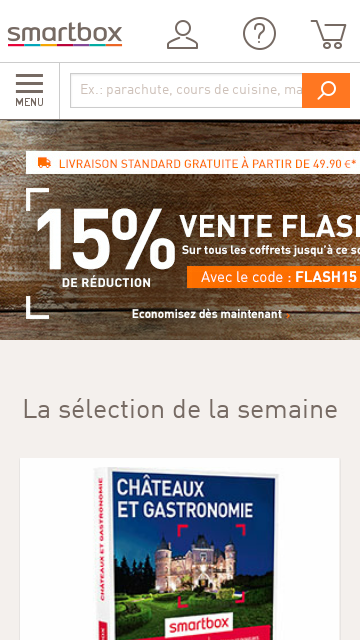 smartbox
MENU
Ex.: parachute, cours de cuisine, ma
LIVRAISON STANDARD GRATUITE À PARTIR DE 49.90 €*
15%
DE RÉDUCTION
VENTE FLASH
Sur tous les coffrets jusqu'à ce so
Avec le code : FLASH15
Economisez dès maintenant
La sélection de la semaine
CHÂTEAUX
ET GASTRONOMIE
CHÂTEAUX ET GASTRONOMIE
smartbox